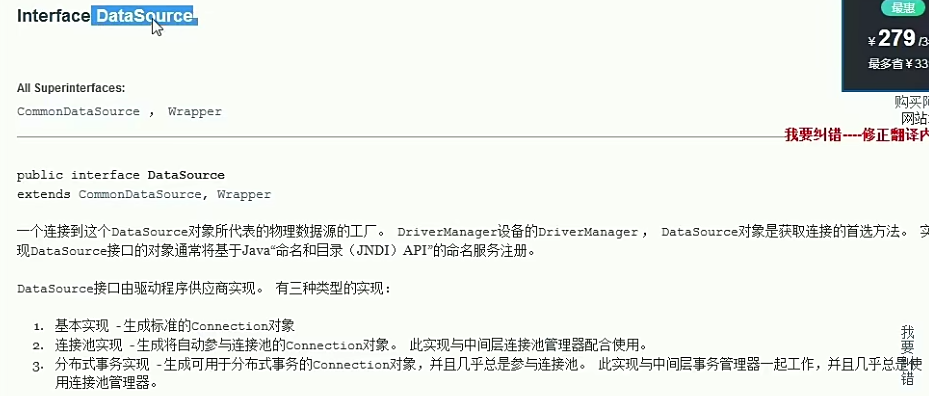 Interface DataSource
最惠
¥279/3
最多省¥33
All Superinterfaces:
CommonDataSource , Wrapper
购买阿
网站
我要纠错----修正翻译内
public interface DataSource
extends CommonDataSource, Wrapper
一个连接到这个DataSource对象所代表的物理数据源的工厂。 DriverManager设备的DriverManager , DataSource对象是获取连接的首选方法。 实
现DataSource接口的对象通常将基于Java“命名和目录（JNDI）API”的命名服务注册。
DataSource接口由驱动程序供应商实现。 有三种类型的实现:
1. 基本实现 -生成标准的Connection对象
2. 连接池实现 -生成将自动参与连接池的Connection对象。 此实现与中间层连接池管理器配合使用。
3. 分布式事务实现 -生成可用于分布式事务的Connection对象，并且几乎总是参与连接池。 此实现与中间层事务管理器一起工作，并且几乎总是使
用连接池管理器。
我要纠错